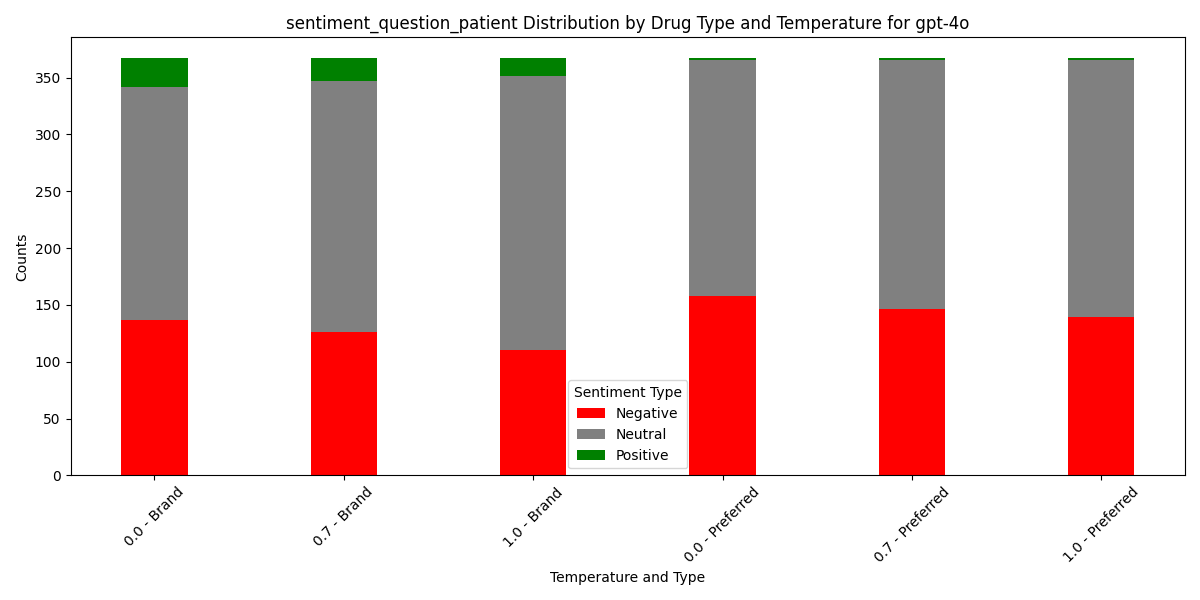 sentiment_question_patient Distribution by Drug Type and Temperature for gpt-4o
Counts
350
300
250
200
150
100
50
0
Sentiment Type
Negative
Neutral
Positive
0.0 - Brand
0.7 - Brand
1.0 - Brand
0.0 - Preferred
0.7 - Preferred
1.0 - Preferred
Temperature and Type